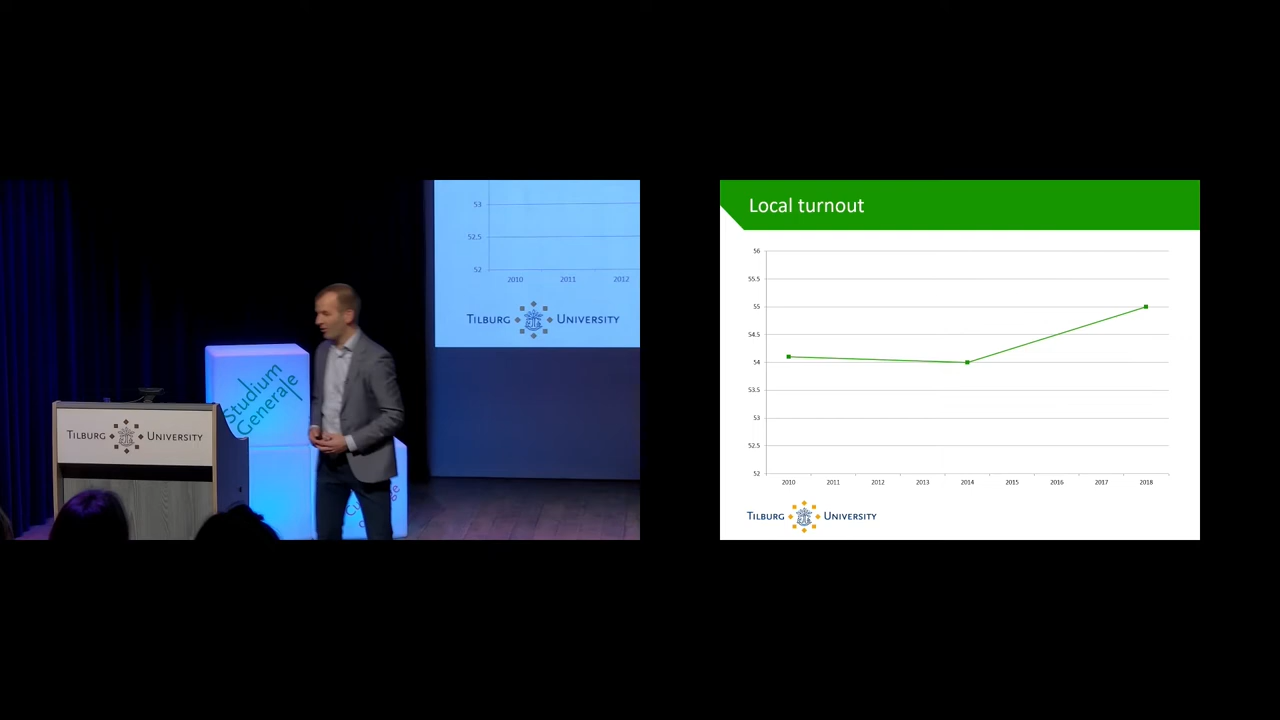 53
52.5
52
2010 2011 2012
TILBURG UNIVERSITY
Studium
Generale
TILBURG UNIVERSITY
Local turnout
56
55.5
55
54.5
54
53.5
53
52.5
52
2010 2011 2012 2013 2014 2015 2016 2017 2018
TILBURG UNIVERSITY